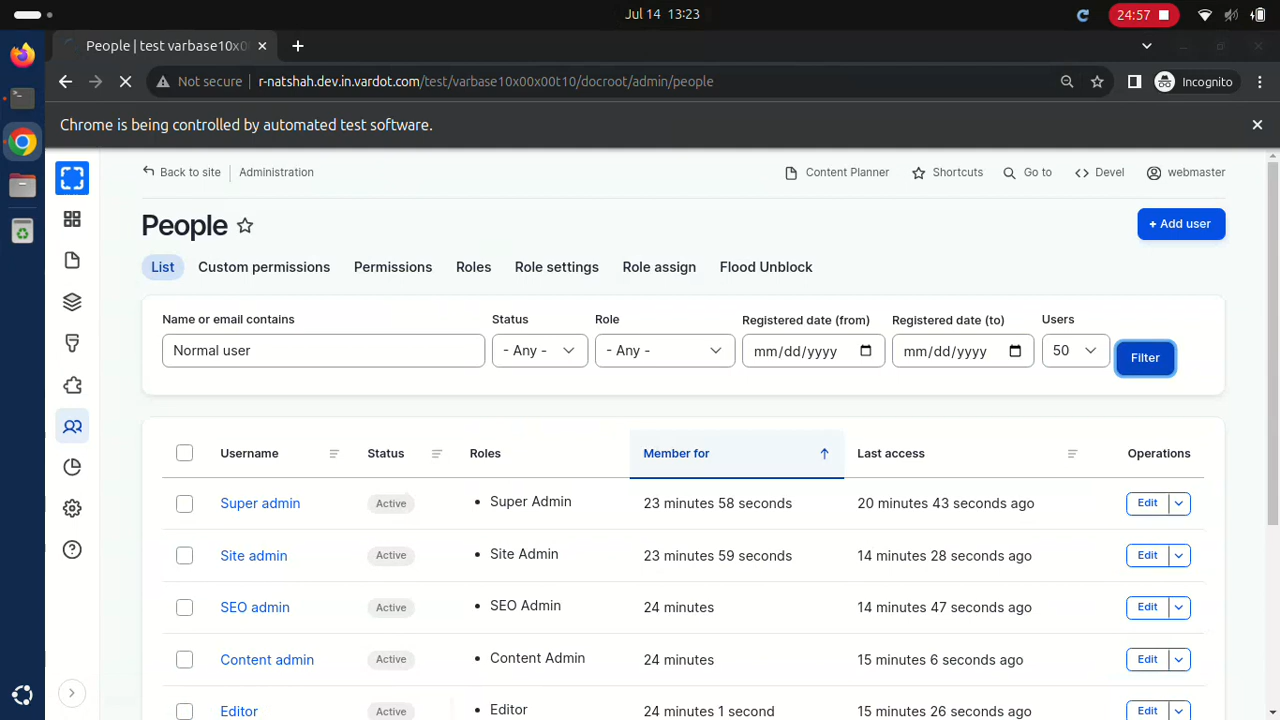 Jul 14 13:23
24:57
People | test varbase10x00x0
Not secure r-natshah.dev.in.vardot.com/test/varbase10x00x00t10/docroot/admin/people
Incognito
Chrome is being controlled by automated test software.
Back to site Administration Content Planner Shortcuts Go to Devel webmaster
People + Add user
List Custom permissions Permissions Roles Role settings Role assign Flood Unblock
Name or email contains Status Role Registered date (from) Registered date (to) Users
Normal user - Any - - Any - mm/dd/yyyy mm/dd/yyyy 50 Filter
Username Status Roles Member for Last access Operations
Super admin Active • Super Admin 23 minutes 58 seconds 20 minutes 43 seconds ago Edit
Site admin Active • Site Admin 23 minutes 59 seconds 14 minutes 28 seconds ago Edit
SEO admin Active • SEO Admin 24 minutes 14 minutes 47 seconds ago Edit
Content admin Active • Content Admin 24 minutes 15 minutes 6 seconds ago Edit
Editor Active • Editor 24 minutes 1 second 15 minutes 26 seconds ago Edit